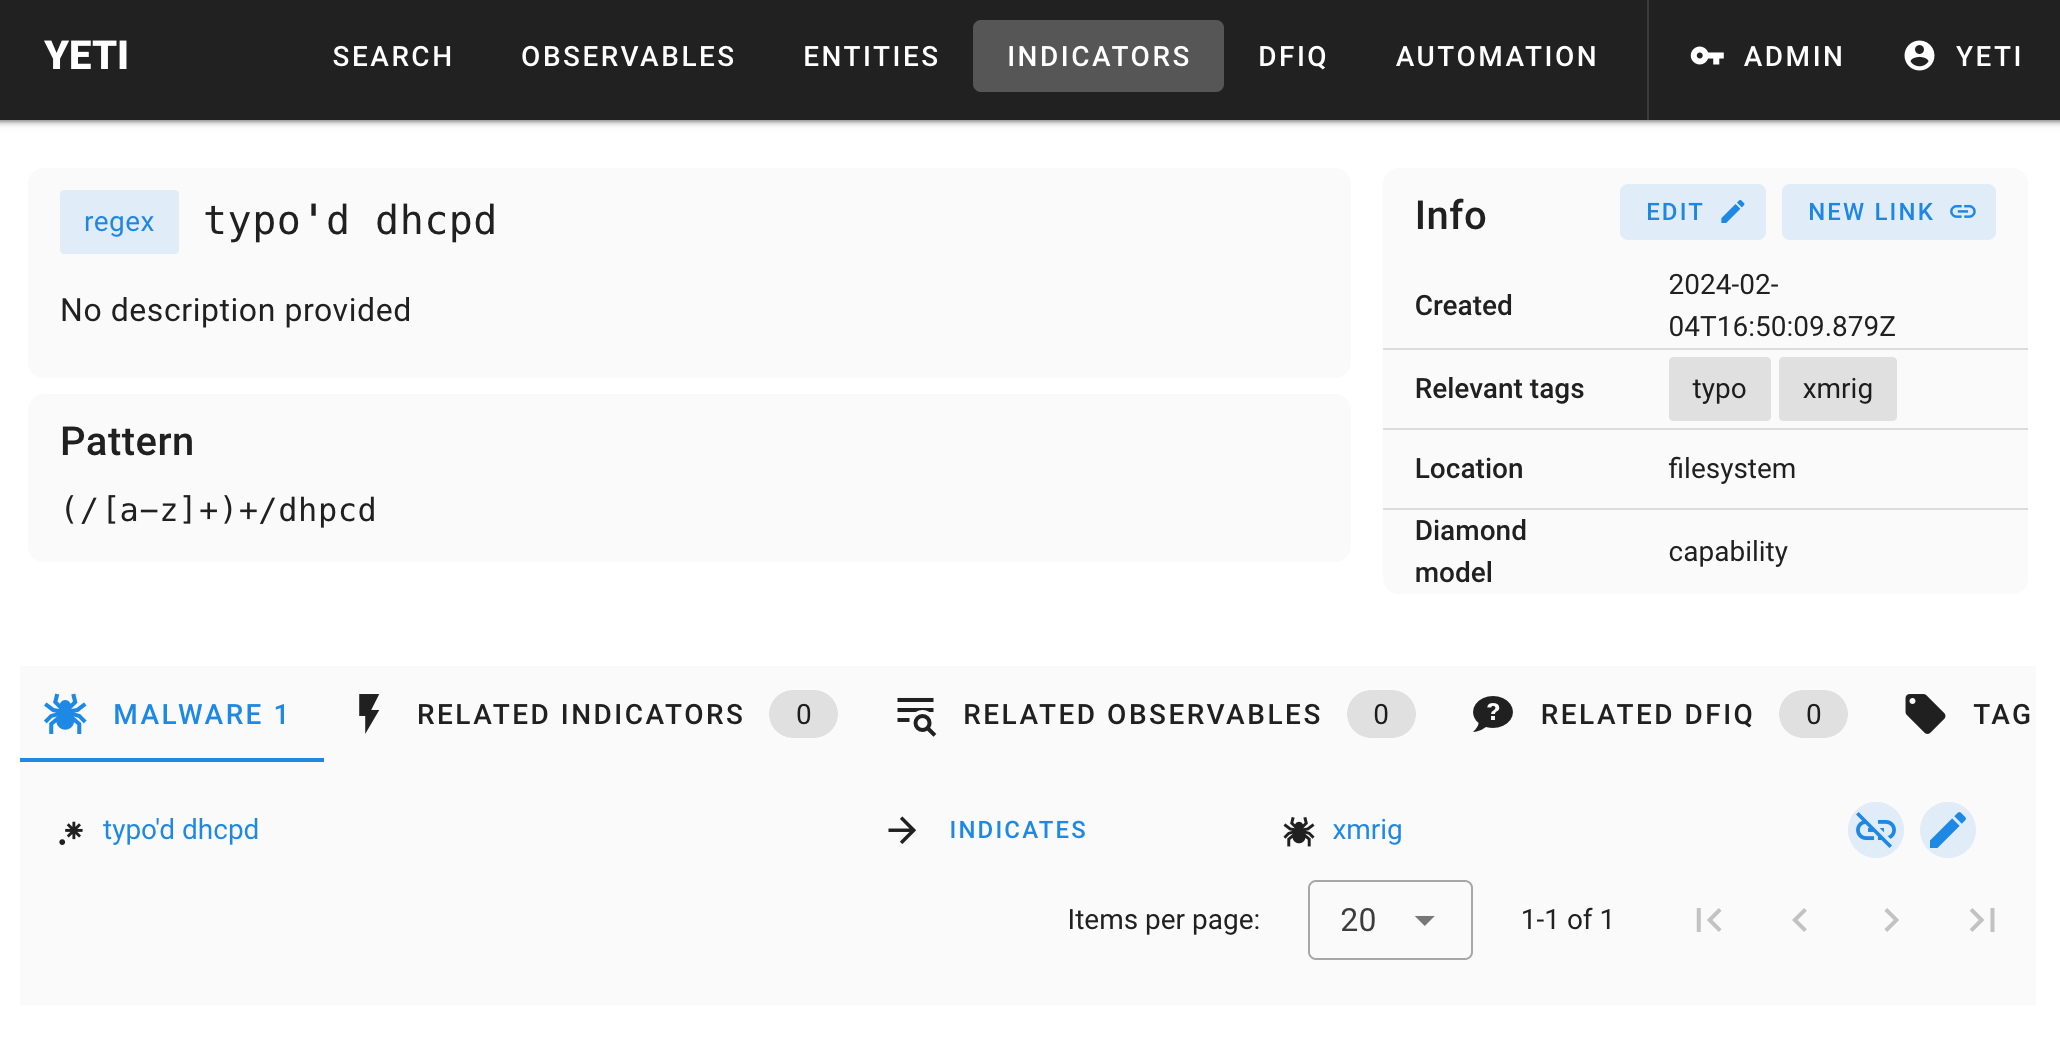 YETI SEARCH OBSERVABLES ENTITIES INDICATORS DFIQ AUTOMATION ADMIN YETI
regex typo'd dhcpd
No description provided
Pattern
(/[a-z]+)+/dhpcd
Info EDIT NEW LINK
Created 2024-02-
04T16:50:09.879Z
Relevant tags typo xmrig
Location filesystem
Diamond
model capability
MALWARE 1 RELATED INDICATORS 0 RELATED OBSERVABLES 0 RELATED DFIQ 0 TAG
typo'd dhcpd INDICATES xmrig
Items per page: 20 1-1 of 1